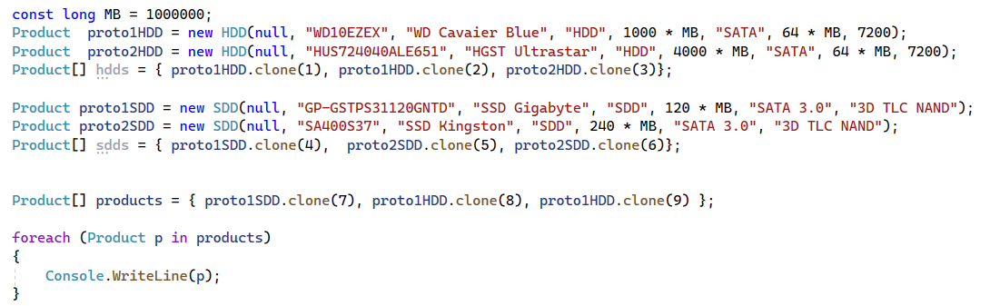 const long MB = 1000000;
Product  proto1HDD = new HDD(null, "WD10EZEX", "WD Cavaier Blue", "HDD", 1000 * MB, "SATA", 64 * MB, 7200);
Product  proto2HDD = new HDD(null, "HUS724040ALE651", "HGST Ultrastar", "HDD", 4000 * MB, "SATA", 64 * MB, 7200);
Product[] hdds = { proto1HDD.clone(1), proto1HDD.clone(2), proto2HDD.clone(3)};

Product proto1SDD = new SDD(null, "GP-GSTPS31120GNTD", "SSD Gigabyte", "SDD", 120 * MB, "SATA 3.0", "3D TLC NAND");
Product proto2SDD = new SDD(null, "SA400S37", "SSD Kingston", "SDD", 240 * MB, "SATA 3.0", "3D TLC NAND");
Product[] sdds = { proto1SDD.clone(4),  proto2SDD.clone(5), proto2SDD.clone(6)};

Product[] products = { proto1SDD.clone(7), proto1HDD.clone(8), proto1HDD.clone(9) };

foreach (Product p in products)
{
    Console.WriteLine(p);
}